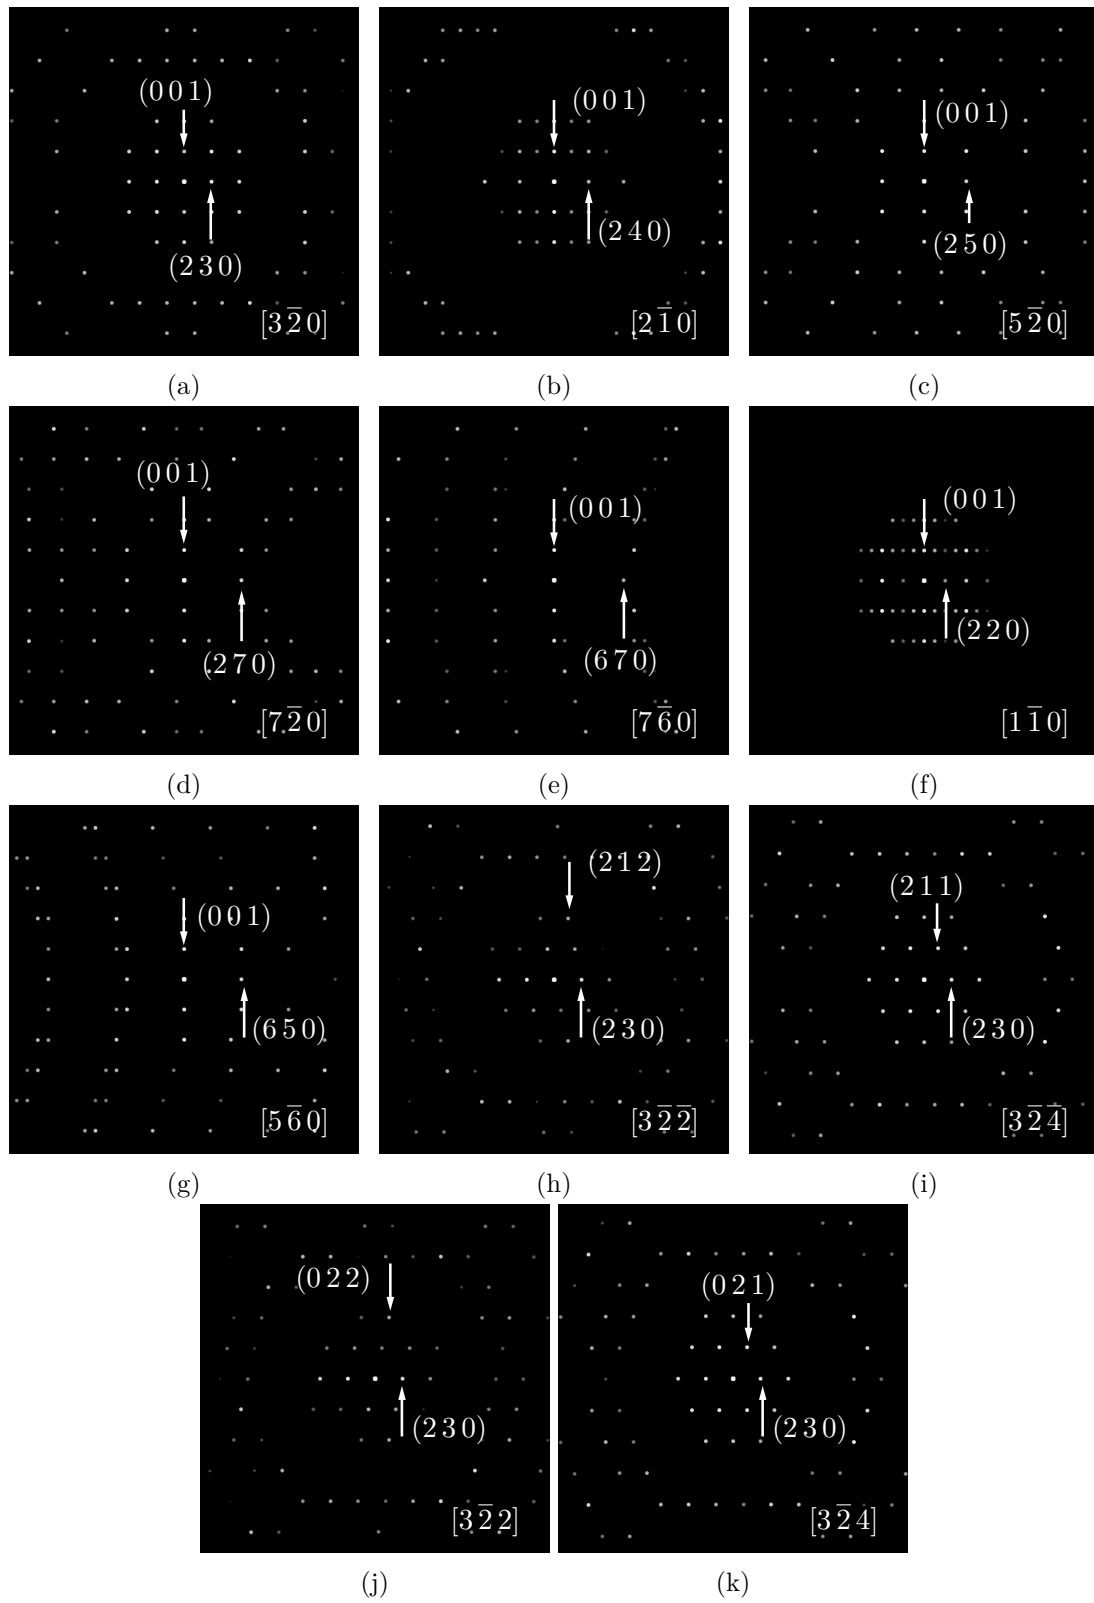 (0 0 1)
(2 3 0)
[3 2̅ 0]
(a)
(0 0 1)
(2 4 0)
[2 1̅ 0]
(b)
(0 0 1)
(2 5 0)
[5 2̅ 0]
(c)
(0 0 1)
(2 7 0)
[7 2̅ 0]
(d)
(0 0 1)
(6 7 0)
[7 6̅ 0]
(e)
(0 0 1)
(2 2 0)
[1 1̅ 0]
(f)
(0 0 1)
(6 5 0)
[5 6̅ 0]
(g)
(2 1 2)
(2 3 0)
[3 2̅ 2̅]
(h)
(2 1 1)
(2 3 0)
[3 2̅ 4̅]
(i)
(0 2 2)
(2 3 0)
[3 2̅ 2]
(j)
(0 2 1)
(2 3 0)
[3 2̅ 4]
(k)